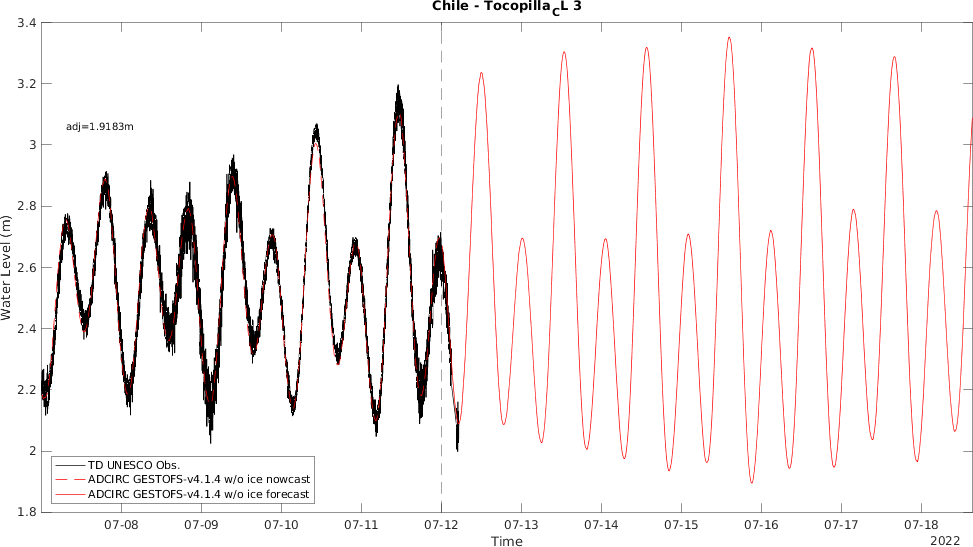 Chile - Tocopilla_CL 3
3.4
3.2
3
2.8
2.6
2.4
2.2
2
1.8
Water Level (m)
adj=1.9183m
TD UNESCO Obs.
ADCIRC GESTOFS-v4.1.4 w/o ice nowcast
ADCIRC GESTOFS-v4.1.4 w/o ice forecast
07-08 07-09 07-10 07-11 07-12 07-13 07-14 07-15 07-16 07-17 07-18
Time
2022